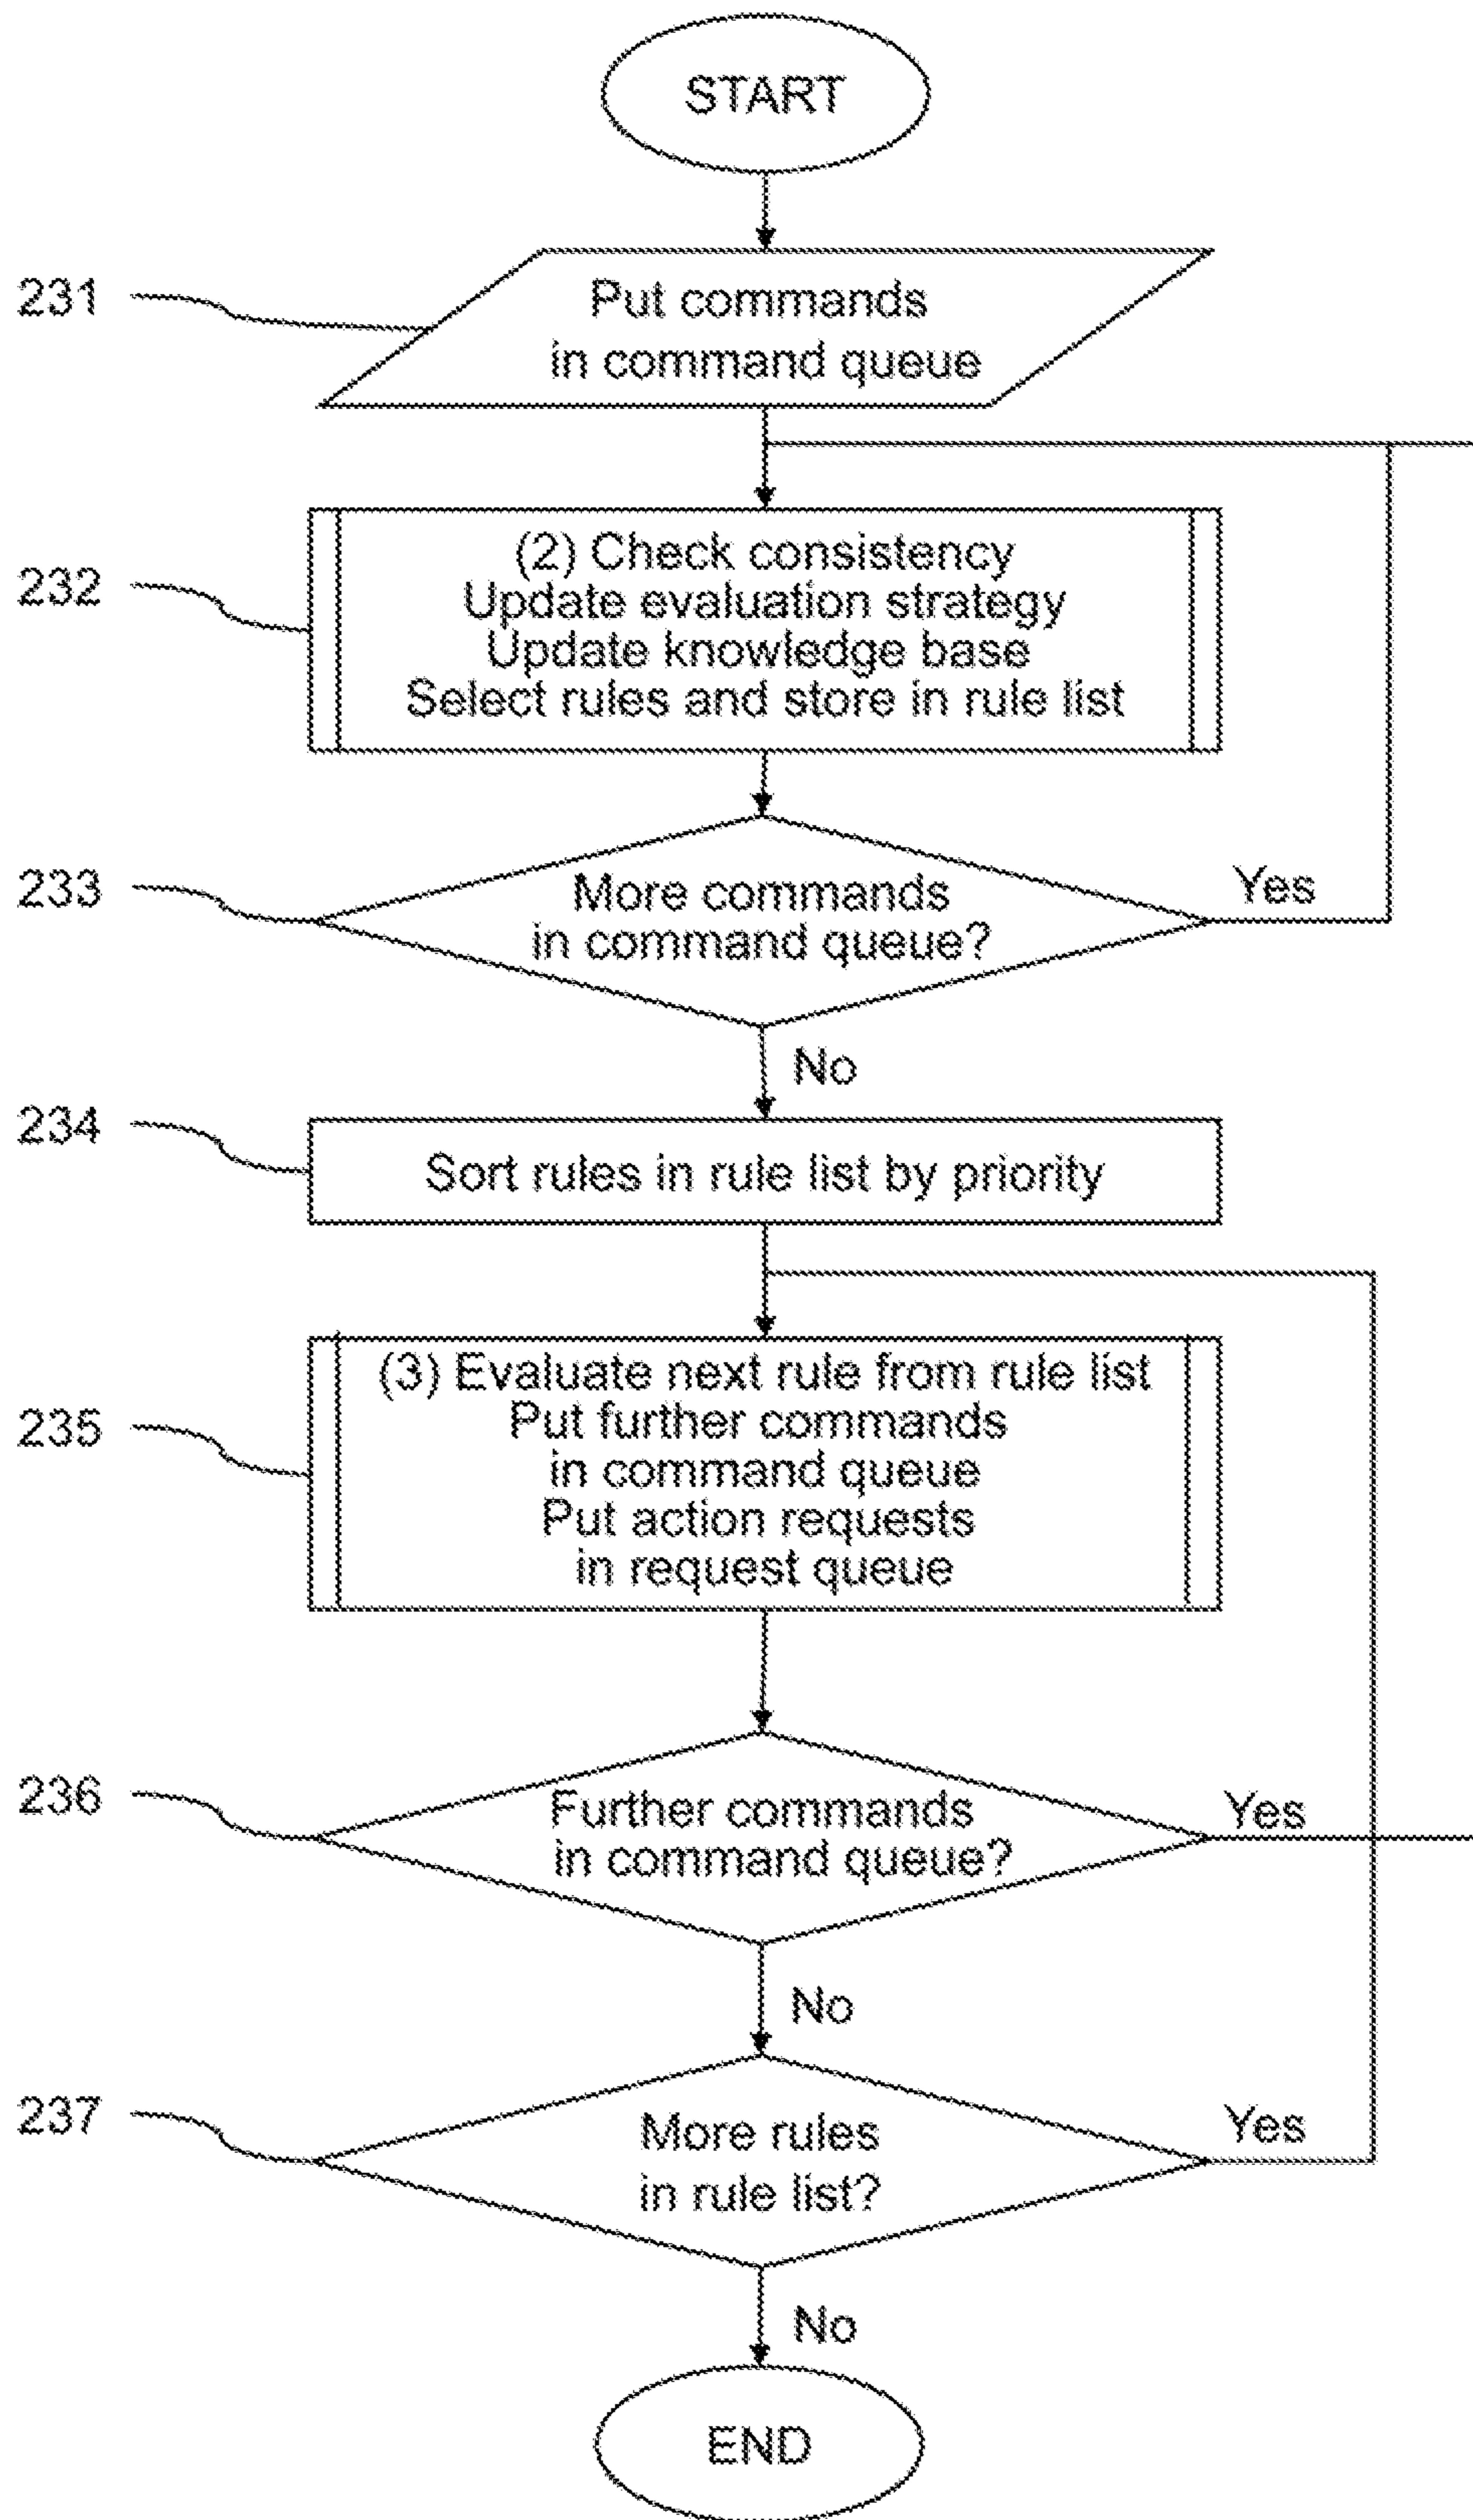 START
231
Put commands
in command queue
232
(2) Check consistency
Update evaluation strategy
Update knowledge base
Select rules and store in rule list
233
More commands
in command queue?
Yes
No
234
Sort rules in rule list by priority
235
(3) Evaluate next rule from rule list
Put further commands
in command queue
Put action requests
in request queue
236
Further commands
in command queue?
Yes
No
237
More rules
in rule list?
Yes
No
END